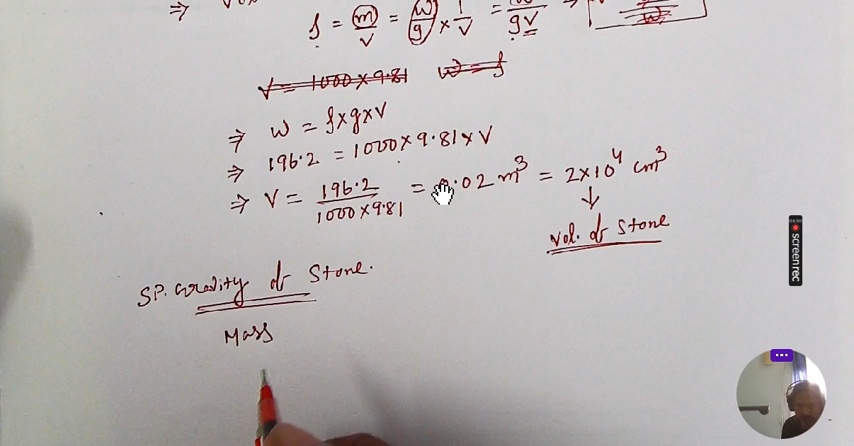 ⇒
ρ = m/V = (w/g) × 1/V = /gV ⇒
V = 1000×9.81 w = ρ
⇒ W = ρ×g×V
⇒ 196.2 = 1000×9.81×V
⇒ V = 196.2/1000×9.81 = 0.02 m³ = 2×10⁴ cm³
↓
Vol. of Stone
SP. Gravity of Stone.
Mass
screenrec